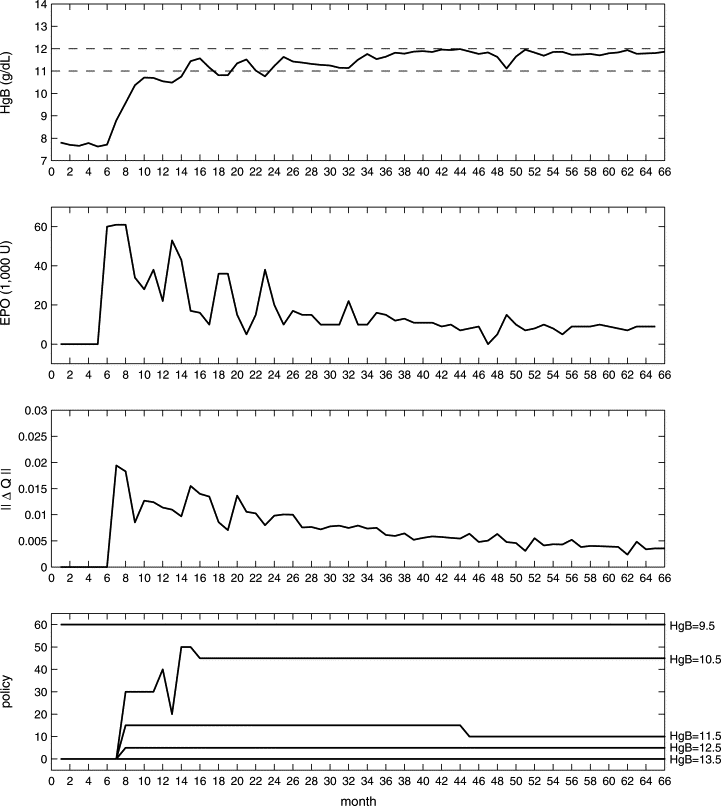 14
13
12
11
10
9
8
7
HgB (g/dL)
0 2 4 6 8 10 12 14 16 18 20 22 24 26 28 30 32 34 36 38 40 42 44 46 48 50 52 54 56 58 60 62 64 66
60
40
20
0
EPO (1,000 U)
0 2 4 6 8 10 12 14 16 18 20 22 24 26 28 30 32 34 36 38 40 42 44 46 48 50 52 54 56 58 60 62 64 66
0.03
0.025
0.02
0.015
0.01
0.005
0
|| Δ Q ||
0 2 4 6 8 10 12 14 16 18 20 22 24 26 28 30 32 34 36 38 40 42 44 46 48 50 52 54 56 58 60 62 64 66
60 HgB=9.5
50
40 HgB=10.5
30
20
10 HgB=11.5
HgB=12.5
0 HgB=13.5
policy
0 2 4 6 8 10 12 14 16 18 20 22 24 26 28 30 32 34 36 38 40 42 44 46 48 50 52 54 56 58 60 62 64 66
month